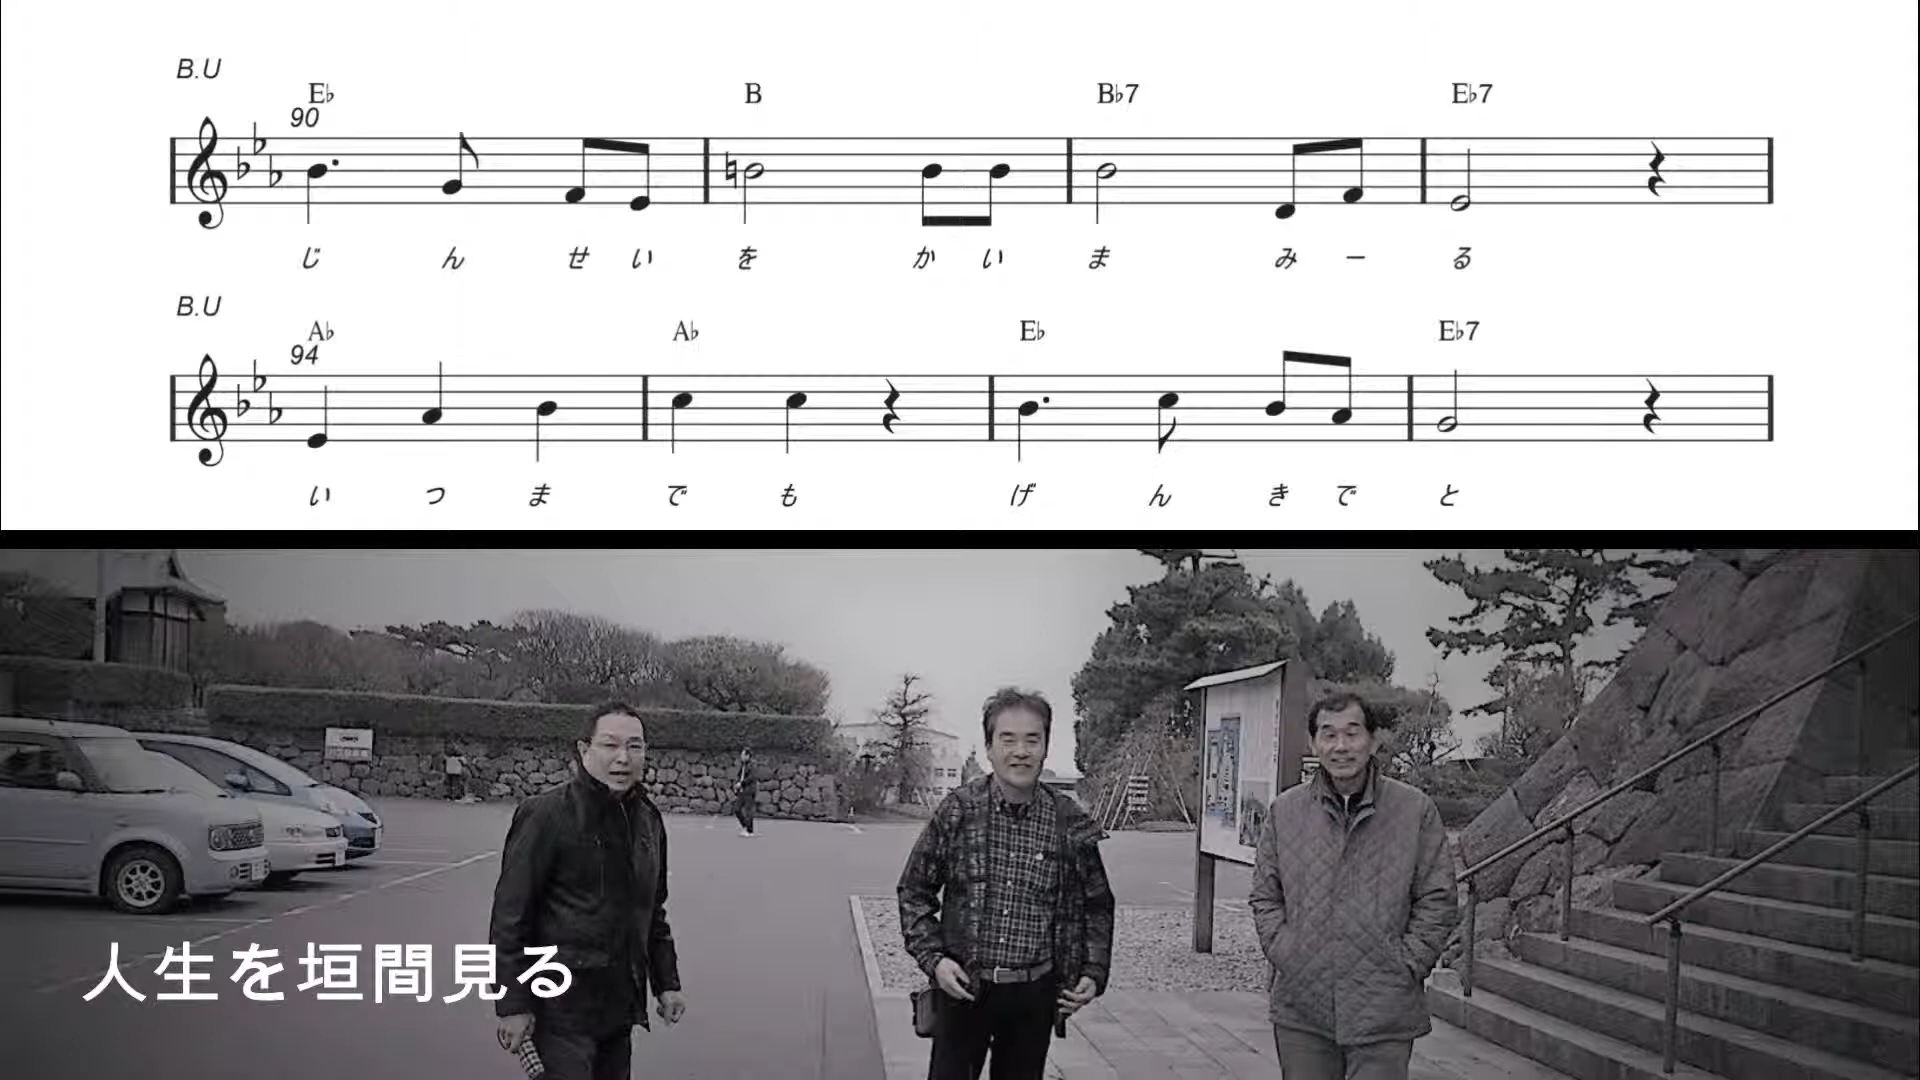 B.U
E♭ B B♭7 E♭7
90
じ ん せ い を か い ま み ー る
B.U
A♭ A♭ E♭ E♭7
94
い つ ま で も げ ん き で と
人生を垣間見る